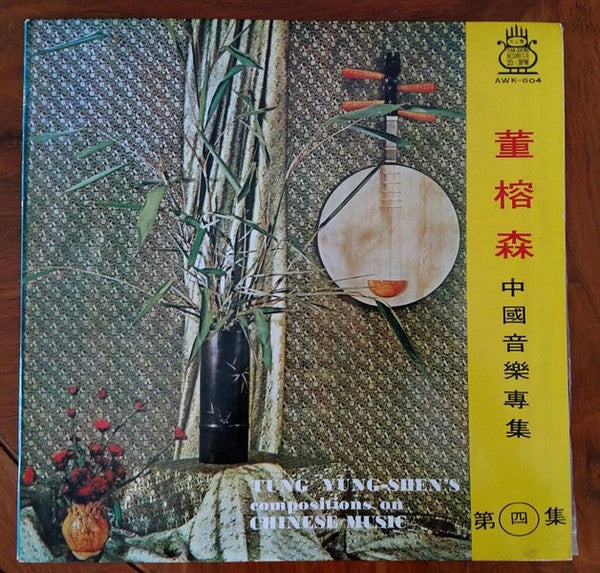 AWK-604
董榕森
中國音樂專集
第四集
TUNG YUNG-SHEN'S
compositions on
CHINESE MUSIC